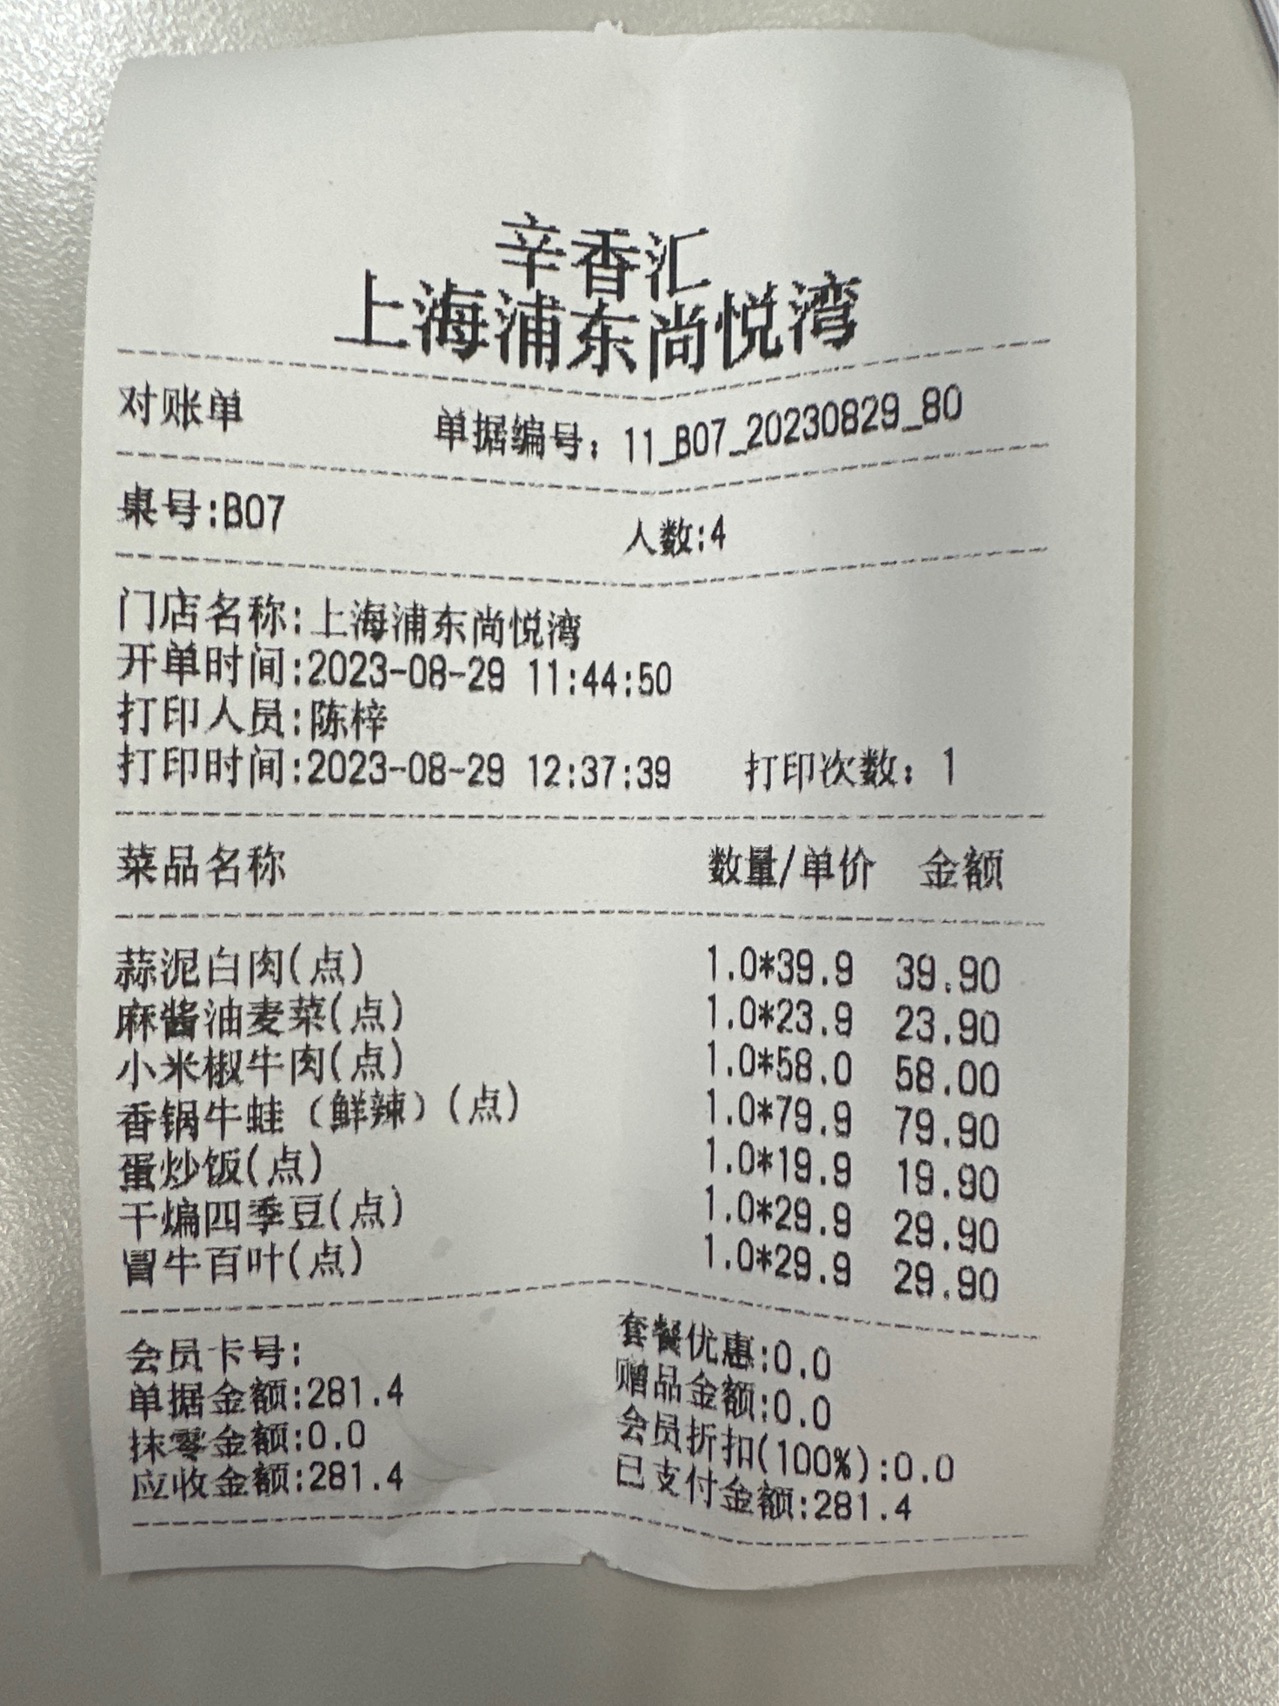 辛香汇
上海浦东尚悦湾
对账单 单据编号：11_B07_20230829_80
桌号:B07 人数:4
门店名称:上海浦东尚悦湾
开单时间:2023-08-29 11:44:50
打印人员:陈梓
打印时间:2023-08-29 12:37:39 打印次数：1
菜品名称 数量/单价 金额
蒜泥白肉(点) 1.0*39.9 39.90
麻酱油麦菜(点) 1.0*23.9 23.90
小米椒牛肉(点) 1.0*58.0 58.00
香锅牛蛙（鲜辣）(点) 1.0*79.9 79.90
蛋炒饭(点) 1.0*19.9 19.90
干煸四季豆(点) 1.0*29.9 29.90
冒牛百叶(点) 1.0*29.9 29.90
会员卡号: 套餐优惠:0.0
单据金额:281.4 赠品金额:0.0
抹零金额:0.0 会员折扣(100%):0.0
应收金额:281.4 已支付金额:281.4